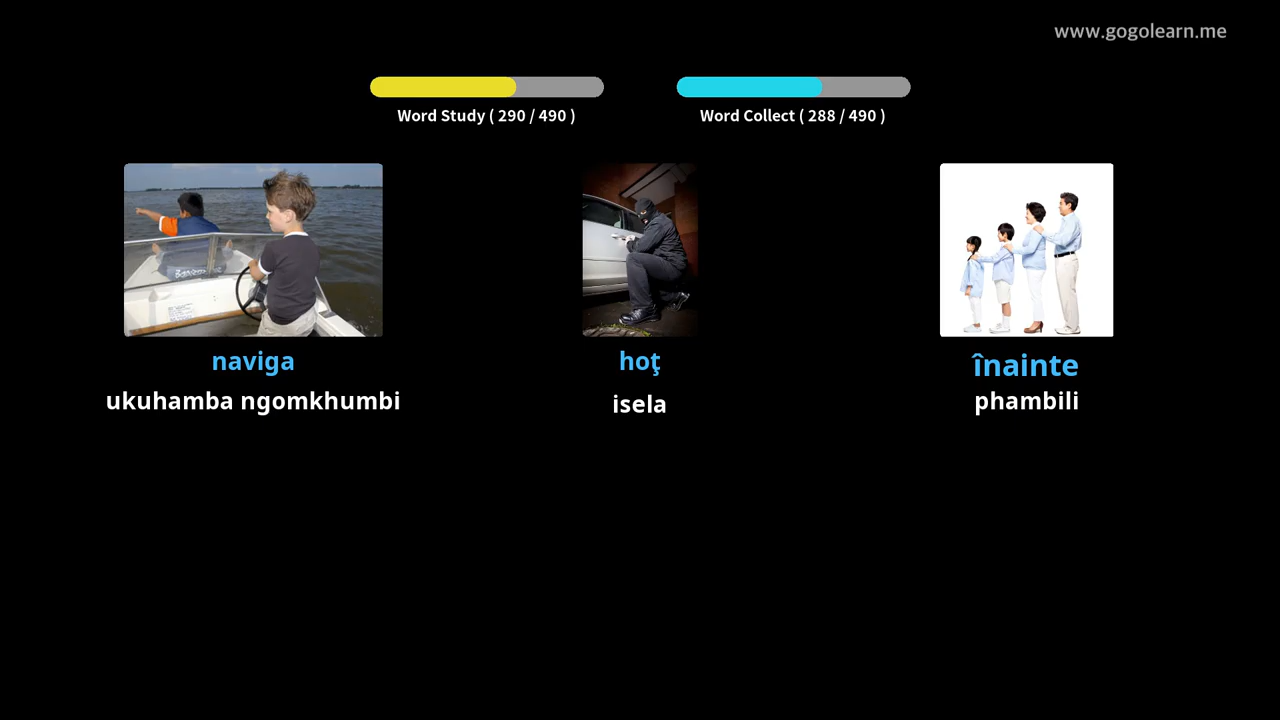 www.gogolearn.me
Word Study ( 290 / 490 )
Word Collect ( 288 / 490 )
naviga
hoţ
înainte
ukuhamba ngomkhumbi
isela
phambili